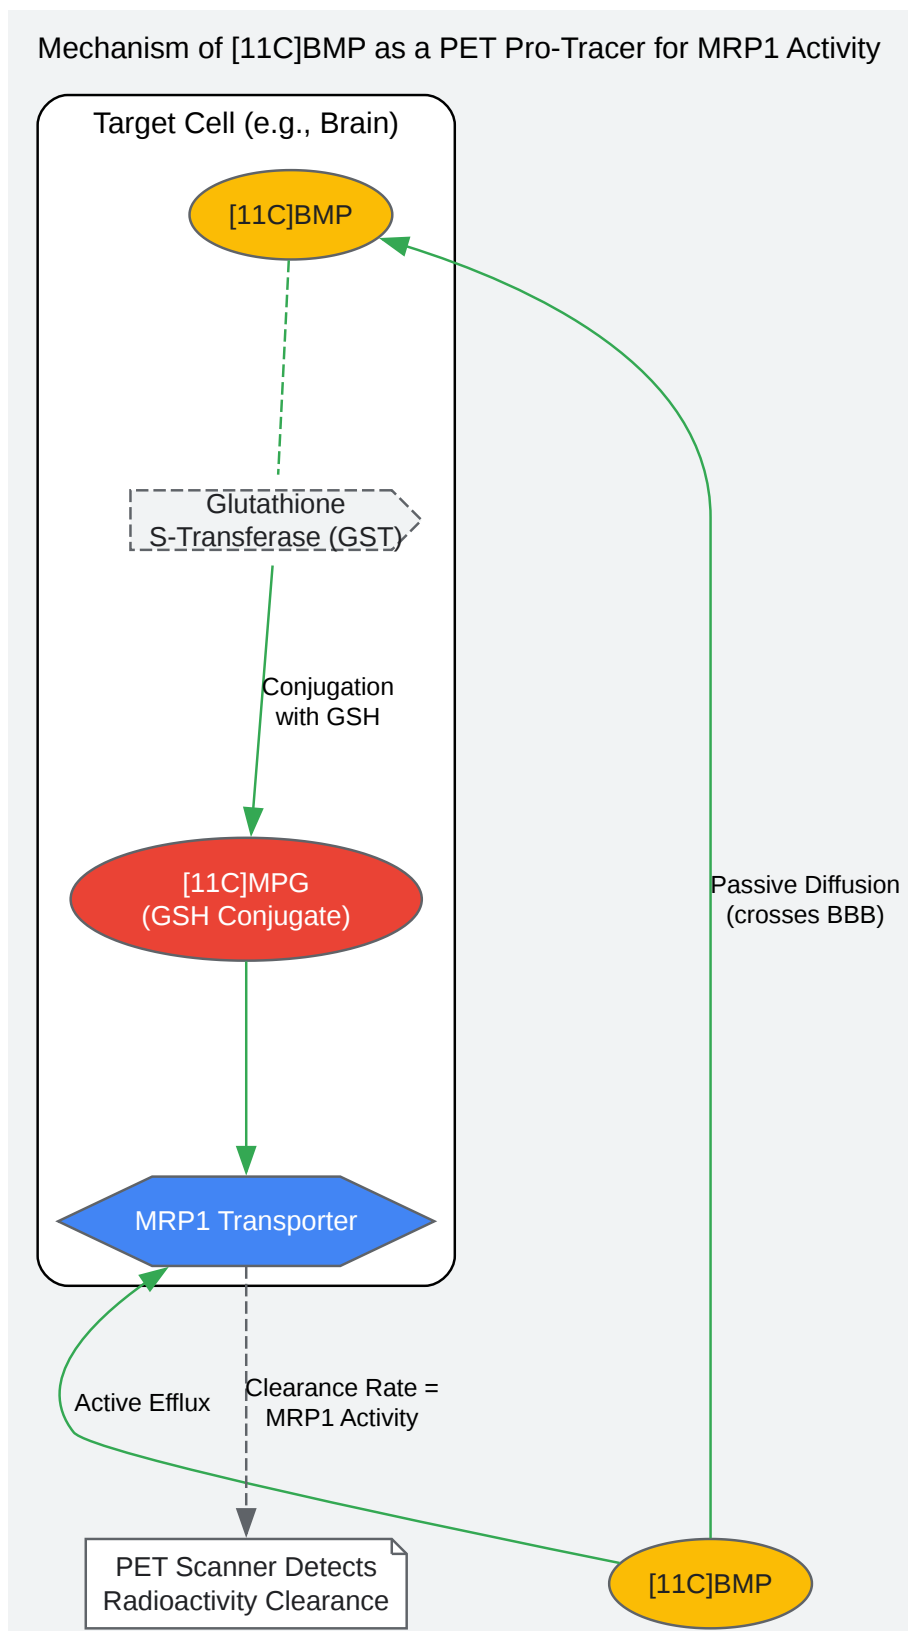 Mechanism of [11C]BMP as a PET Pro-Tracer for MRP1 Activity
Target Cell (e.g., Brain)
[11C]BMP
Glutathione
S-Transferase (GST)
Conjugation
with GSH
[11C]MPG
(GSH Conjugate)
Passive Diffusion
(crosses BBB)
MRP1 Transporter
Active Efflux
Clearance Rate =
MRP1 Activity
PET Scanner Detects
Radioactivity Clearance
[11C]BMP